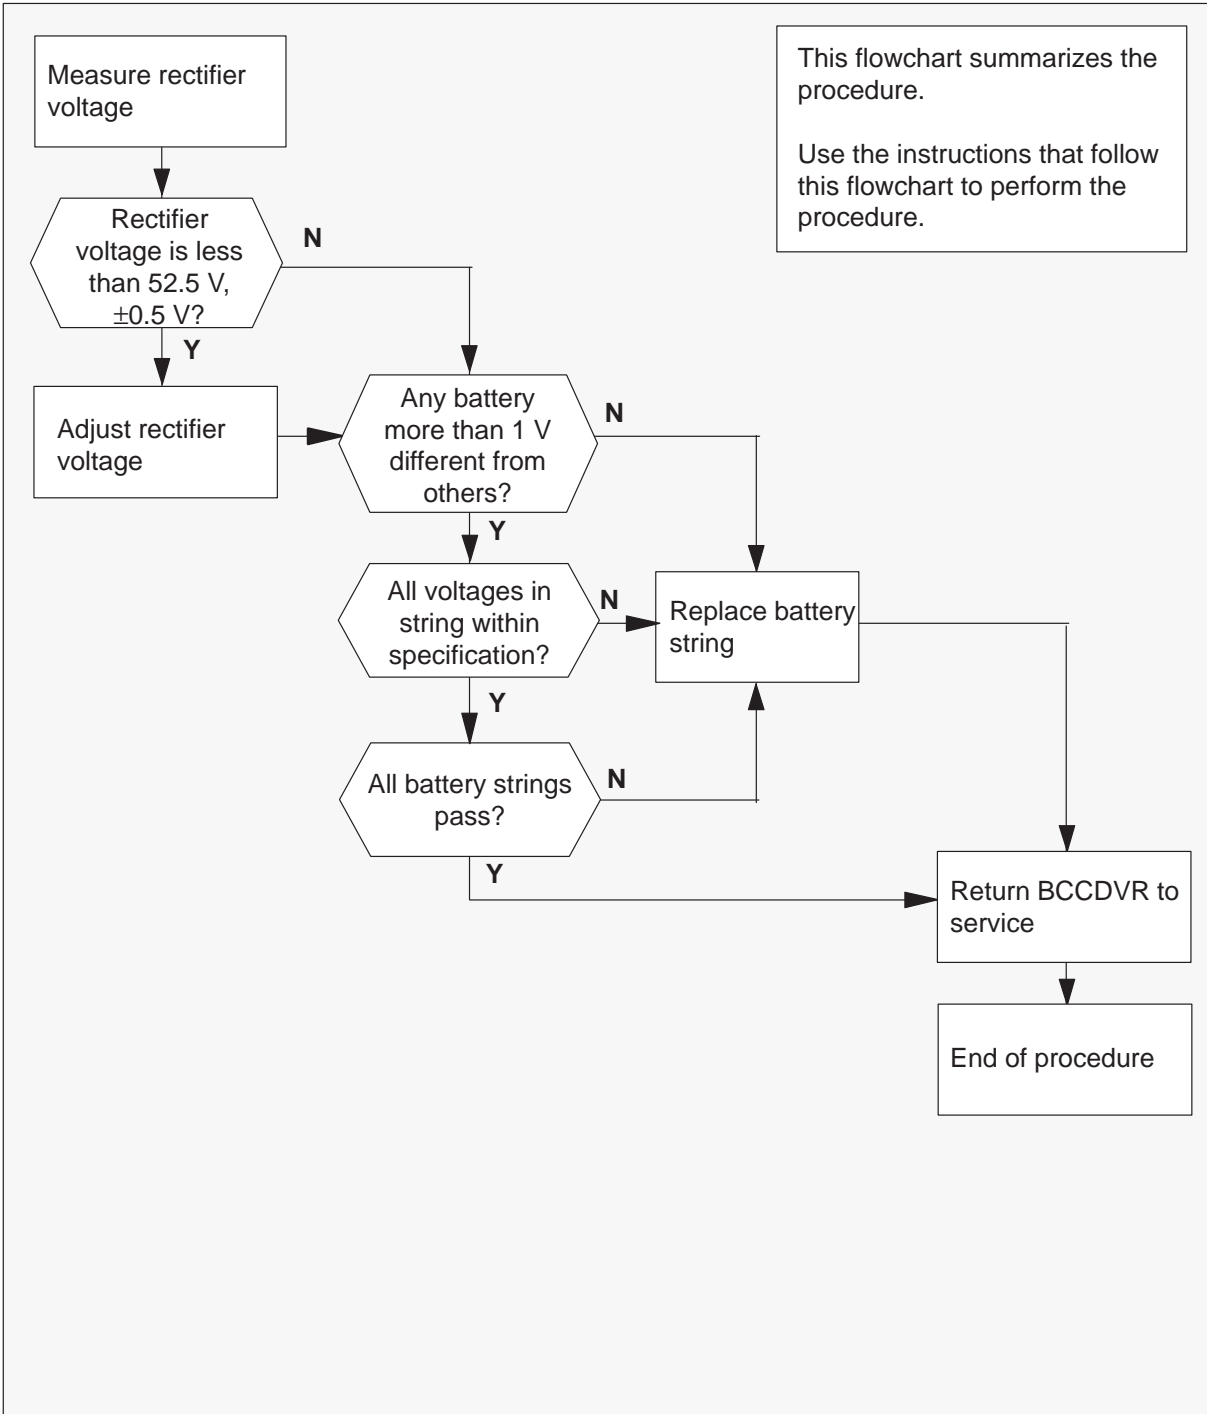 Measure rectifier
voltage
This flowchart summarizes the
procedure.
Use the instructions that follow
this flowchart to perform the
procedure.
Rectifier
voltage is less
than 52.5 V,
±0.5 V?
N
Y
Adjust rectifier
voltage
Any battery
more than 1 V
different from
others?
N
Y
All voltages in
string within
specification?
N
Y
Replace battery
string
All battery strings
pass?
N
Y
Return BCCDVR to
service
End of procedure